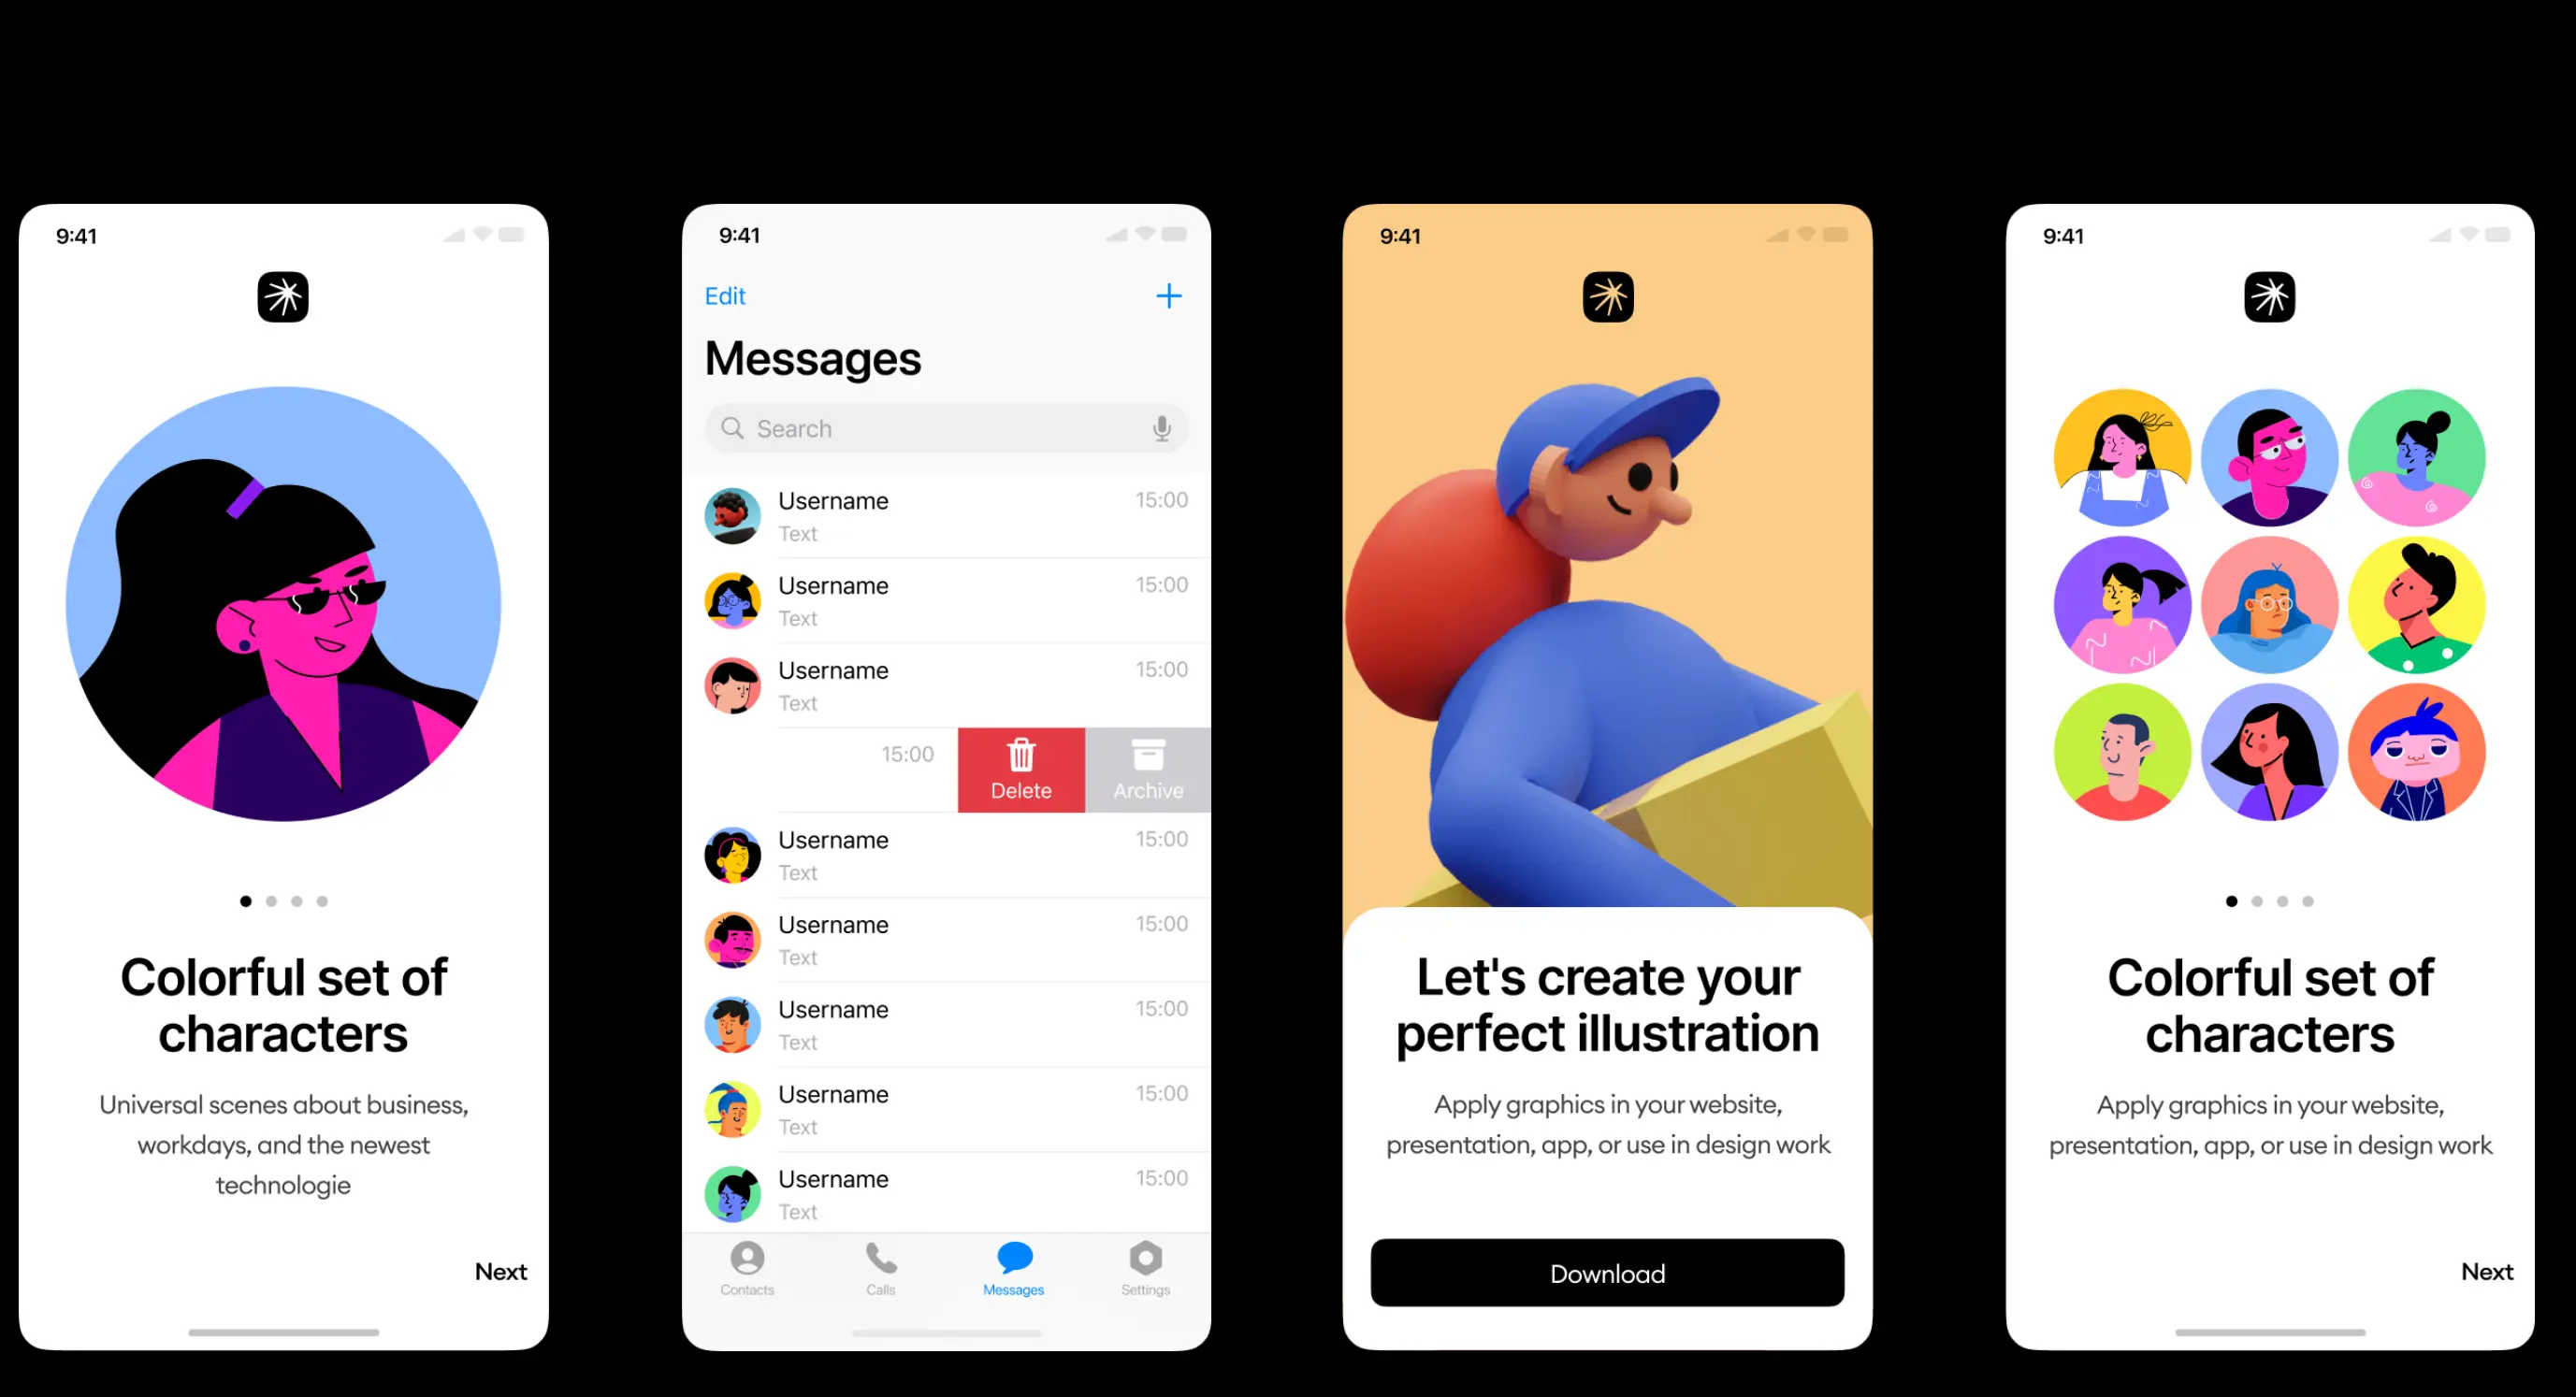 9:41
Colorful set of
characters
Universal scenes about business,
workdays, and the newest
technologie
Next
9:41
Edit
Messages
Search
Username
15:00
Text
Username
15:00
Text
Username
15:00
Text
15:00
Delete
Archive
Username
15:00
Text
Username
15:00
Text
Username
15:00
Text
Username
15:00
Text
Username
15:00
Text
Contacts
Calls
Messages
Settings
9:41
Let's create your
perfect illustration
Apply graphics in your website,
presentation, app, or use in design work
Download
9:41
Colorful set of
characters
Apply graphics in your website,
presentation, app, or use in design work
Next